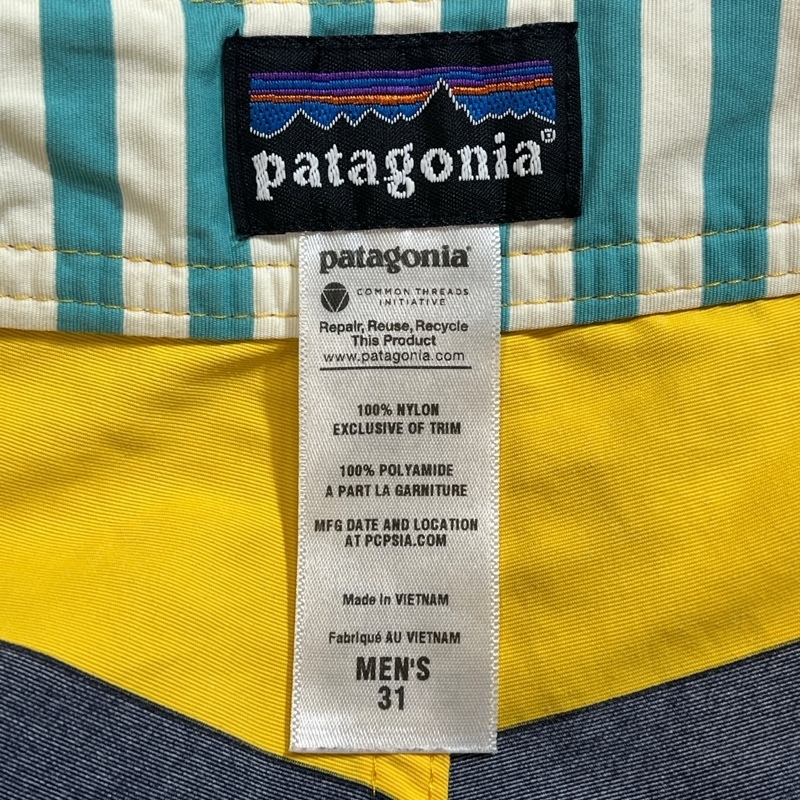 patagonia®
patagonia®
COMMON THREADS
INITIATIVE
Repair, Reuse, Recycle
This Product
www.patagonia.com
100% NYLON
EXCLUSIVE OF TRIM
100% POLYAMIDE
A PART LA GARNITURE
MFG DATE AND LOCATION
AT PCPSIA.COM
Made in VIETNAM
Fabriqué AU VIETNAM
MEN'S
31